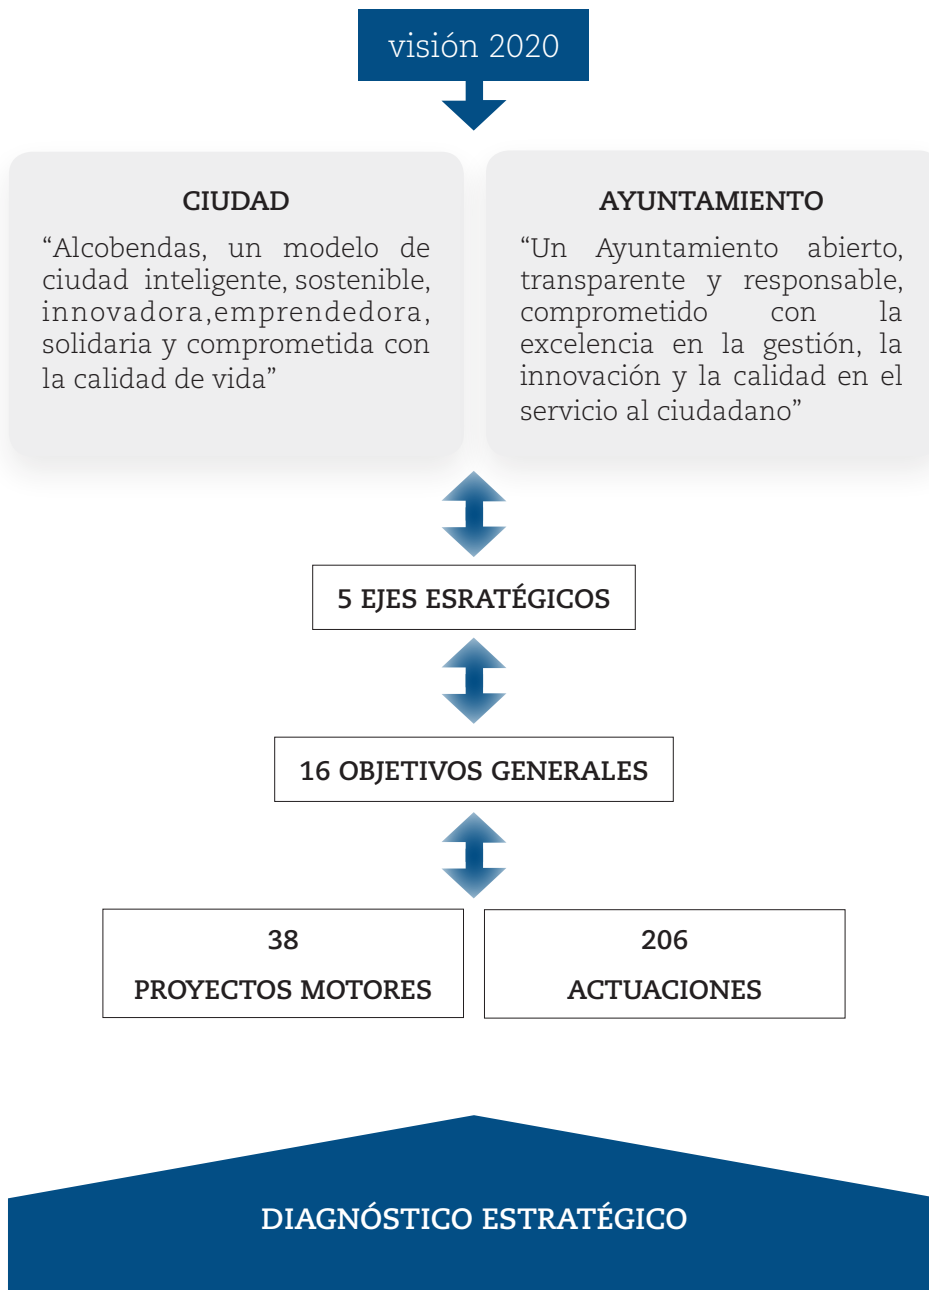 visión 2020
CIUDAD
“Alcobendas, un modelo de
ciudad inteligente, sostenible,
innovadora,emprendedora,
solidaria y comprometida con
la calidad de vida”
AYUNTAMIENTO
“Un Ayuntamiento abierto,
transparente y responsable,
comprometido con la
excelencia en la gestión, la
innovación y la calidad en el
servicio al ciudadano”
5 EJES ESRATÉGICOS
16 OBJETIVOS GENERALES
38
PROYECTOS MOTORES
206
ACTUACIONES
DIAGNÓSTICO ESTRATÉGICO